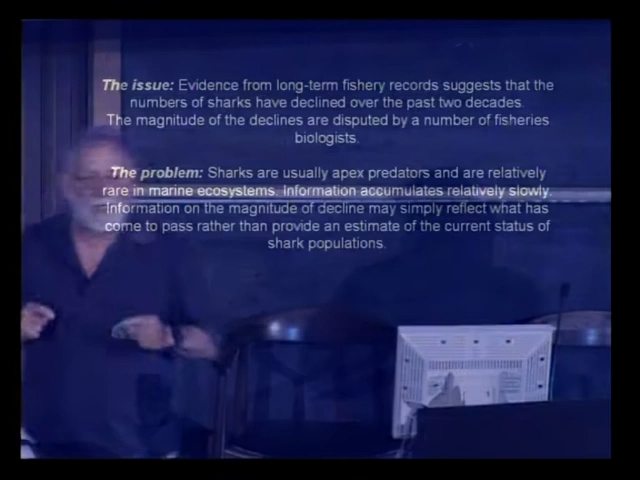 The issue: Evidence from long-term fishery records suggests that the
numbers of sharks have declined over the past two decades.
The magnitude of the declines are disputed by a number of fisheries
biologists.
The problem: Sharks are usually apex predators and are relatively
rare in marine ecosystems. Information accumulates relatively slowly.
Information on the magnitude of decline may simply reflect what has
come to pass rather than provide an estimate of the current status of
shark populations.